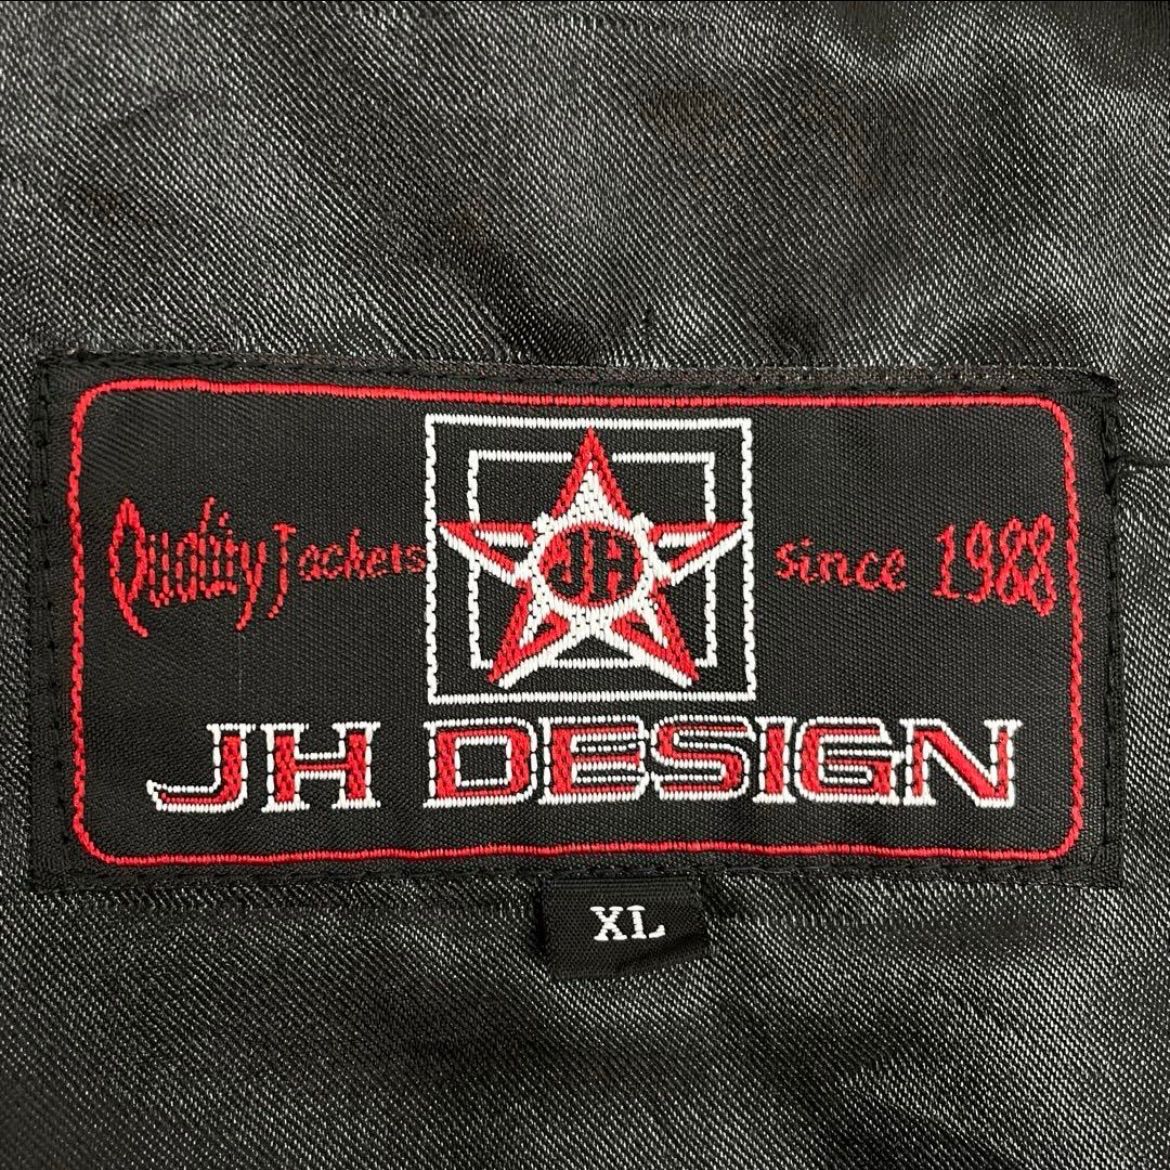 Quality Jackets
JH
since 1988
JH DESIGN
XL